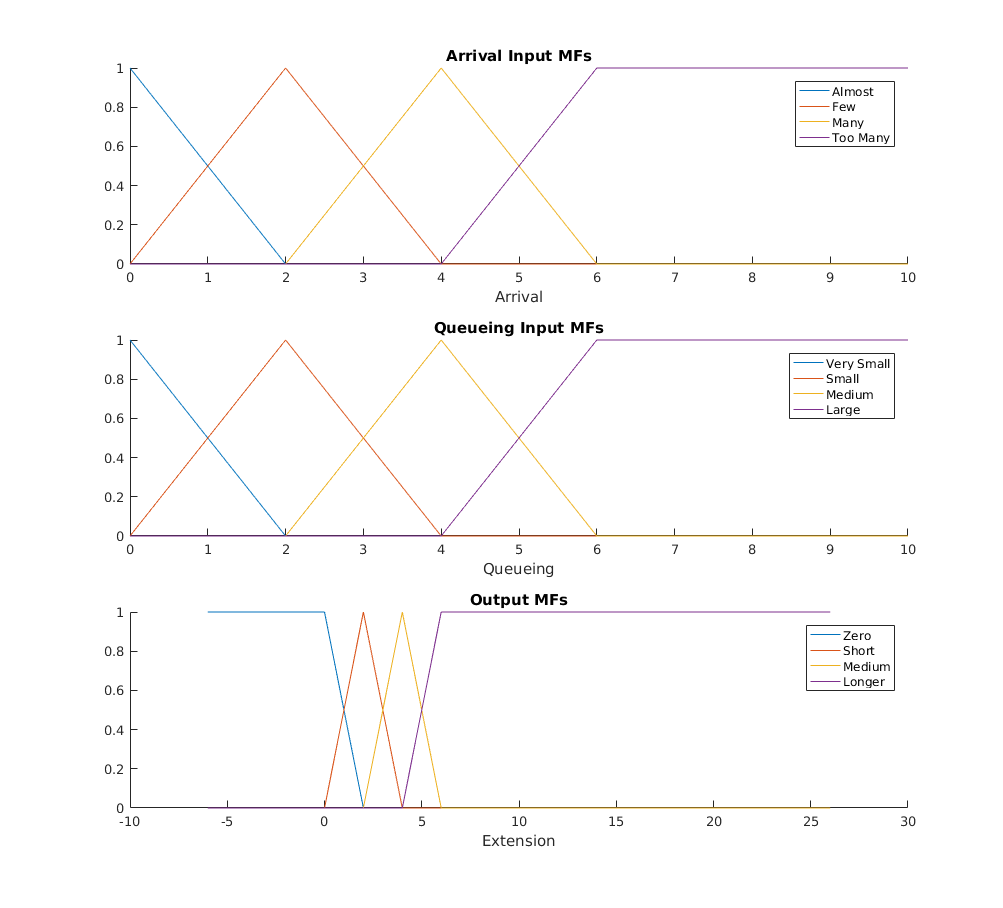 Arrival Input MFs
1
0.8
0.6
0.4
0.2
0
Almost
Few
Many
Too Many
0 1 2 3 4 5 6 7 8 9 10
Arrival
Queueing Input MFs
1
0.8
0.6
0.4
0.2
0
Very Small
Small
Medium
Large
0 1 2 3 4 5 6 7 8 9 10
Queueing
Output MFs
1
0.8
0.6
0.4
0.2
0
Zero
Short
Medium
Longer
-10 -5 0 5 10 15 20 25 30
Extension